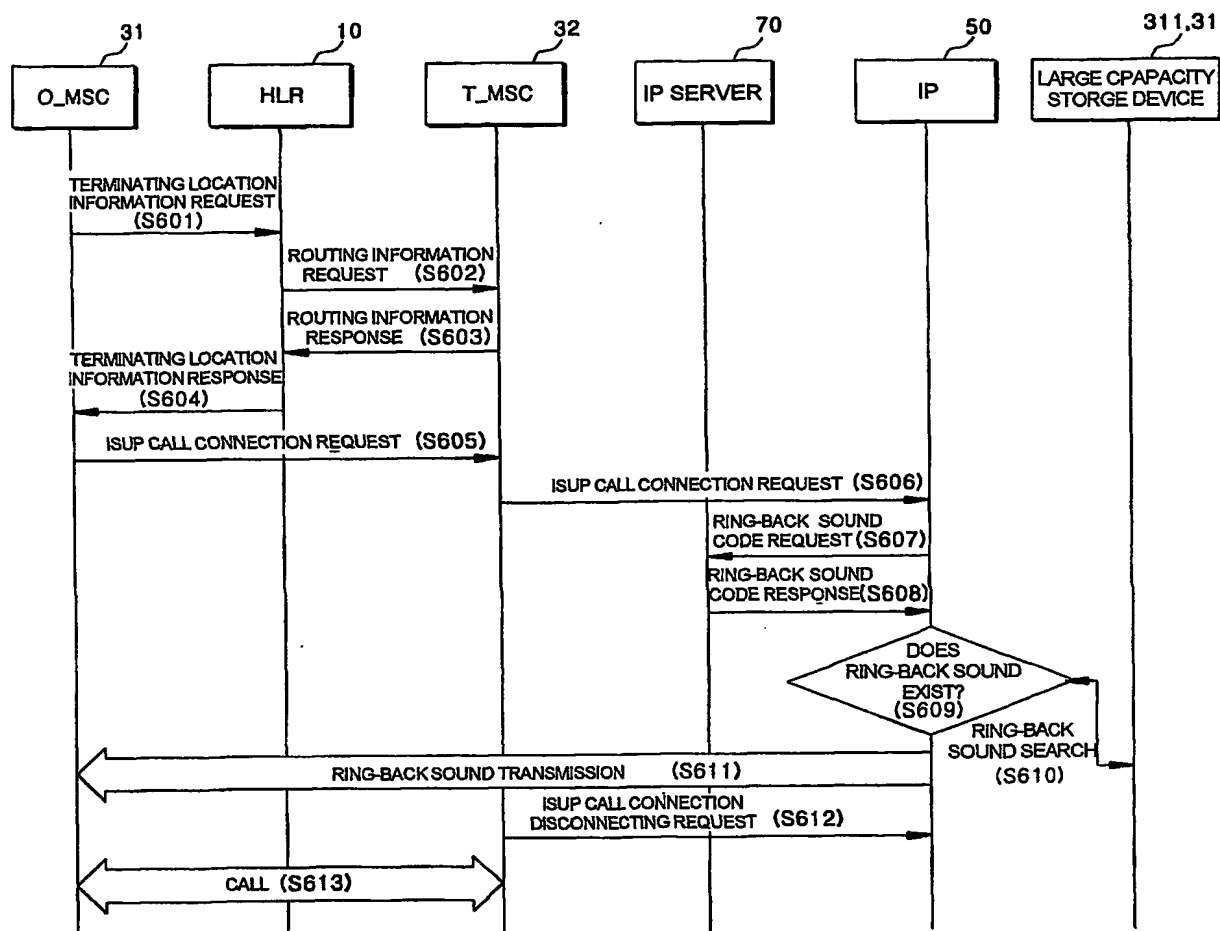 31
10
32
70
50
311,31
O_MSC
HLR
T_MSC
IP SERVER
IP
LARGE CPAPACITY
STORGE DEVICE
TERMINATING LOCATION
INFORMATION REQUEST
(S601)
ROUTING INFORMATION
REQUEST (S602)
ROUTING INFORMATION
RESPONSE (S603)
TERMINATING LOCATION
INFORMATION RESPONSE
(S604)
ISUP CALL CONNECTION REQUEST (S605)
ISUP CALL CONNECTION REQUEST (S606)
RING-BACK SOUND
CODE REQUEST (S607)
RING-BACK SOUND
CODE RESPONSE(S608)
DOES
RING-BACK SOUND
EXIST?
(S609)
RING-BACK
SOUND SEARCH
(S610)
RING-BACK SOUND TRANSMISSION (S611)
ISUP CALL CONNECTION
DISCONNECTING REQUEST (S612)
CALL (S613)